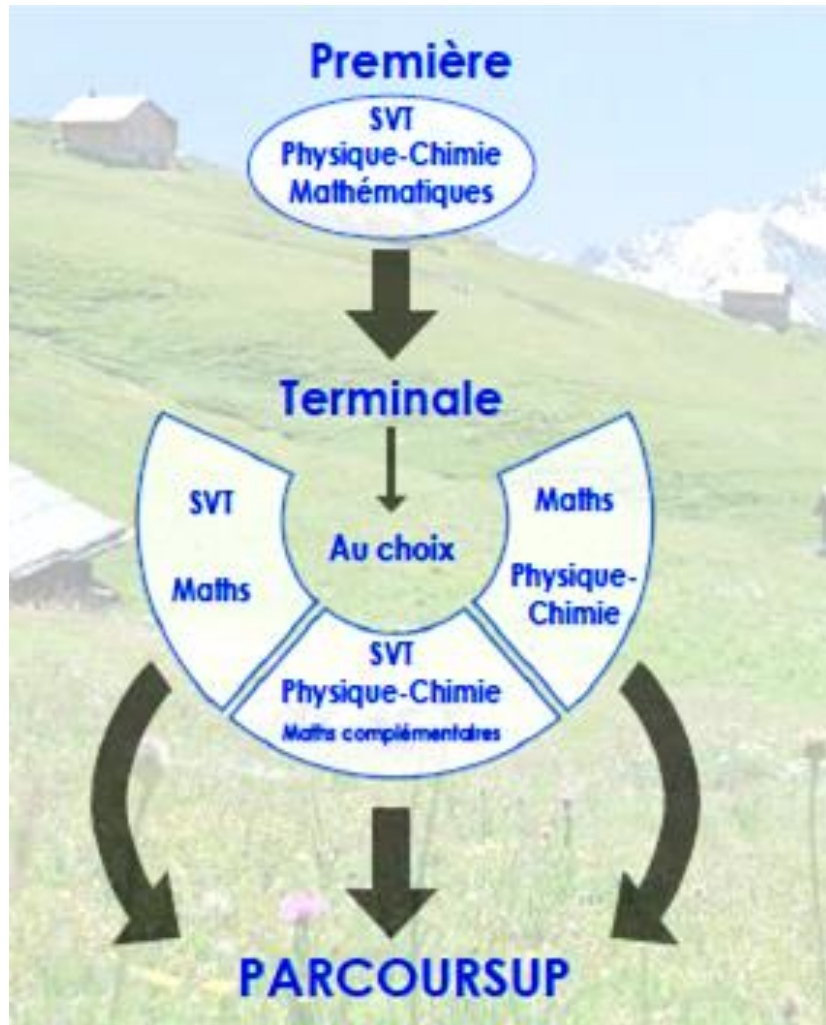 Première
SVT
Physique-Chimie
Mathématiques
Terminale
Au choix
SVT
Maths
SVT
Physique-Chimie
Maths complémentaires
Maths
Physique-
Chimie
PARCOURSUP